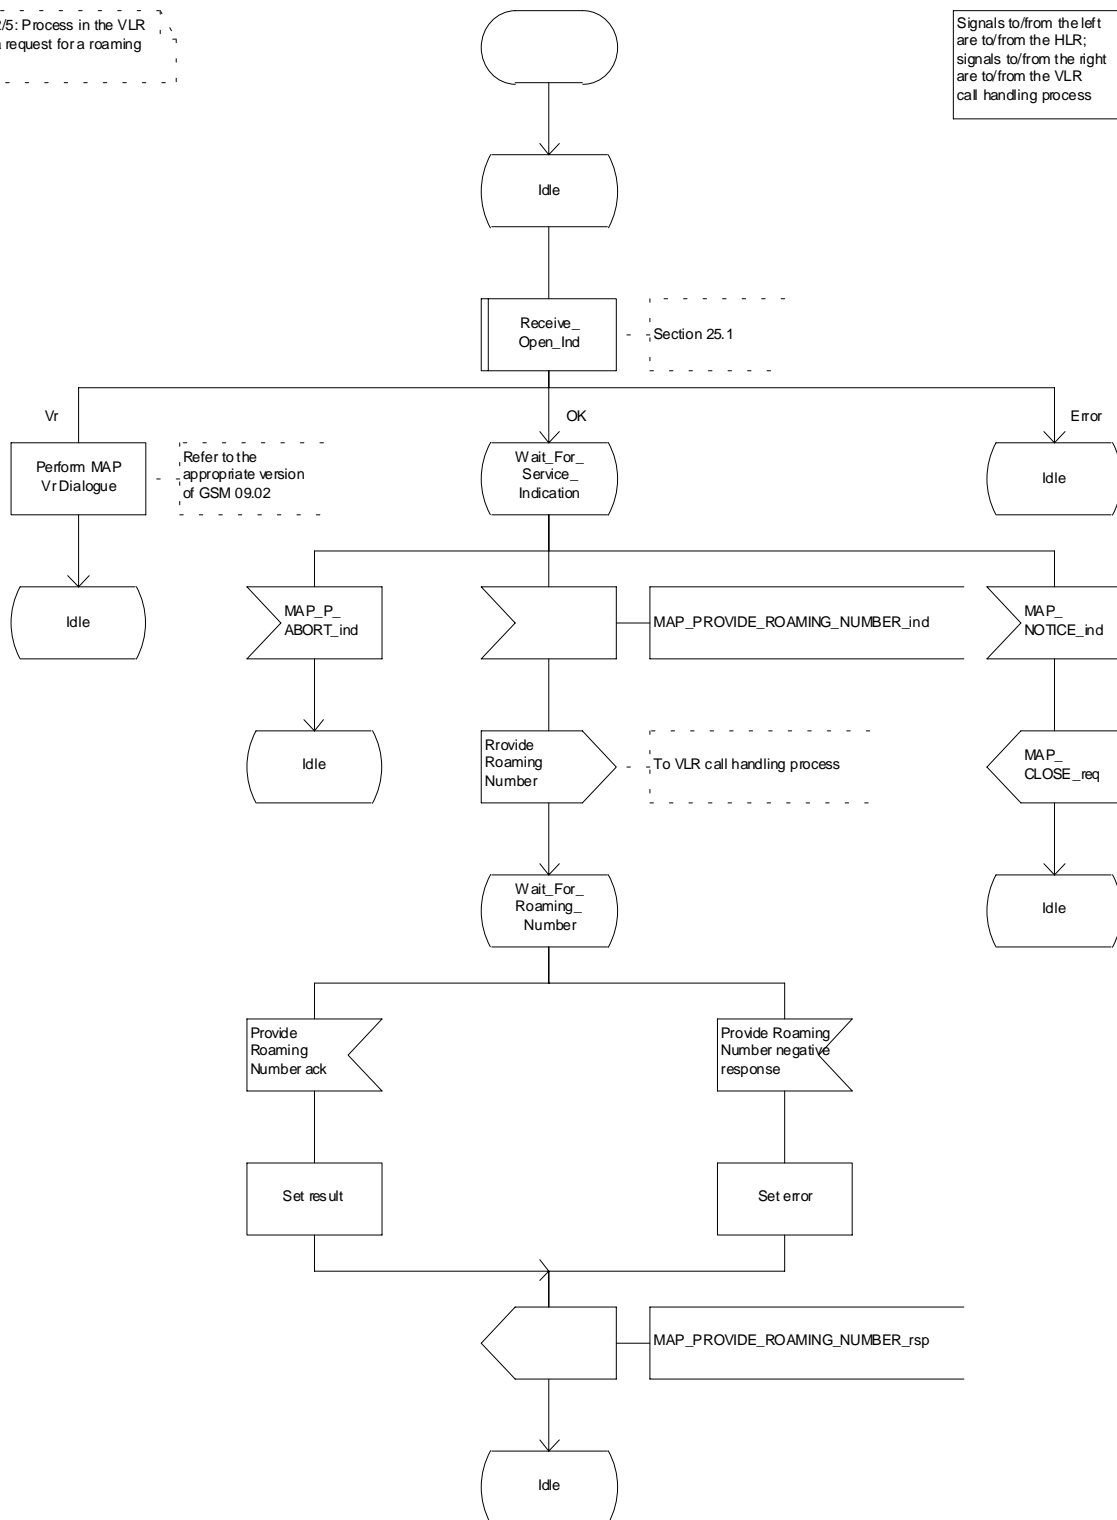 2/5: Process in the VLR
a request for a roaming
Signals to/from the left
are to/from the HLR;
signals to/from the right
are to/from the VLR
call handling process
Idle
Receive_
Open_Ind
Section 25.1
Vr
OK
Error
Perform MAP
Vr Dialogue
Refer to the
appropriate version
of GSM 09.02
Wait_For_
Service_
Indication
Idle
Idle
MAP_P_
ABORT_ind
MAP_PROVIDE_ROAMING_NUMBER_ind
MAP_
NOTICE_ind
Idle
Rrovide
Roaming
Number
To VLR call handling process
MAP_
CLOSE_req
Wait_For_
Roaming_
Number
Idle
Provide
Roaming
Number ack
Provide Roaming
Number negative
response
Set result
Set error
MAP_PROVIDE_ROAMING_NUMBER_rsp
Idle